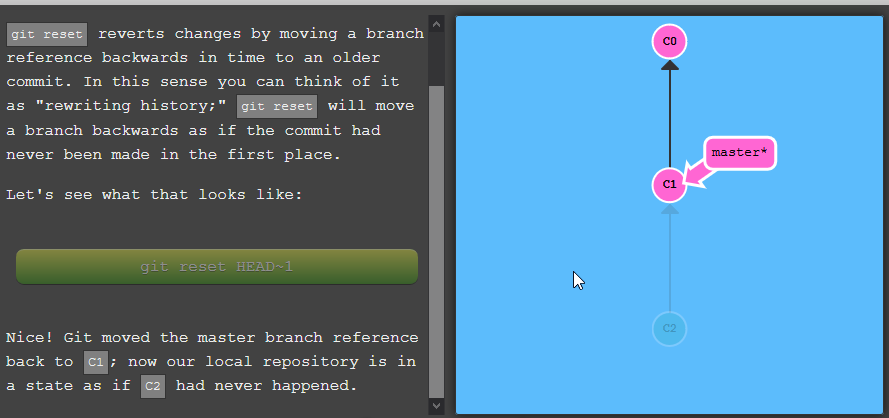 git reset reverts changes by moving a branch
reference backwards in time to an older
commit. In this sense you can think of it
as "rewriting history;" git reset will move
a branch backwards as if the commit had
never been made in the first place.
Let's see what that looks like:
git reset HEAD~1
Nice! Git moved the master branch reference
back to C1; now our local repository is in
a state as if C2 had never happened.
C0
master*
C1
C2